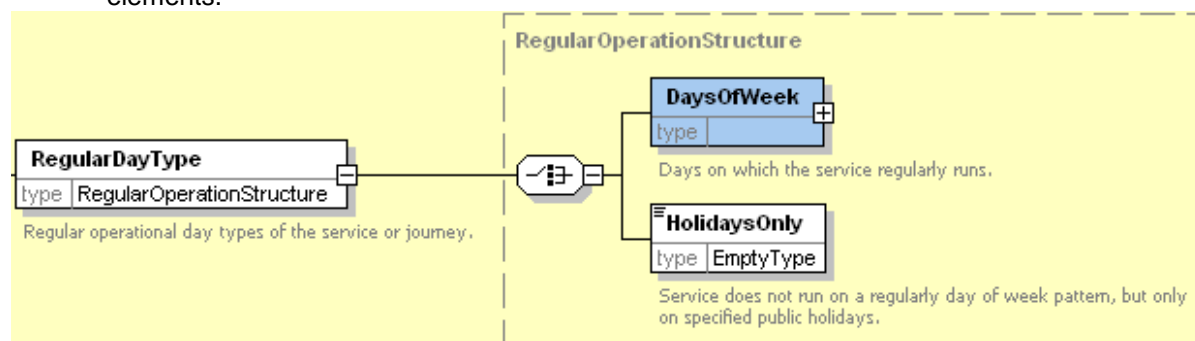 elements.
RegularOperationStructure
DaysOfWeek
type
Days on which the service regularly runs.
RegularDayType
type RegularOperationStructure
Regular operational day types of the service or journey.
HolidaysOnly
type EmptyType
Service does not run on a regularly day of week pattern, but only
on specified public holidays.